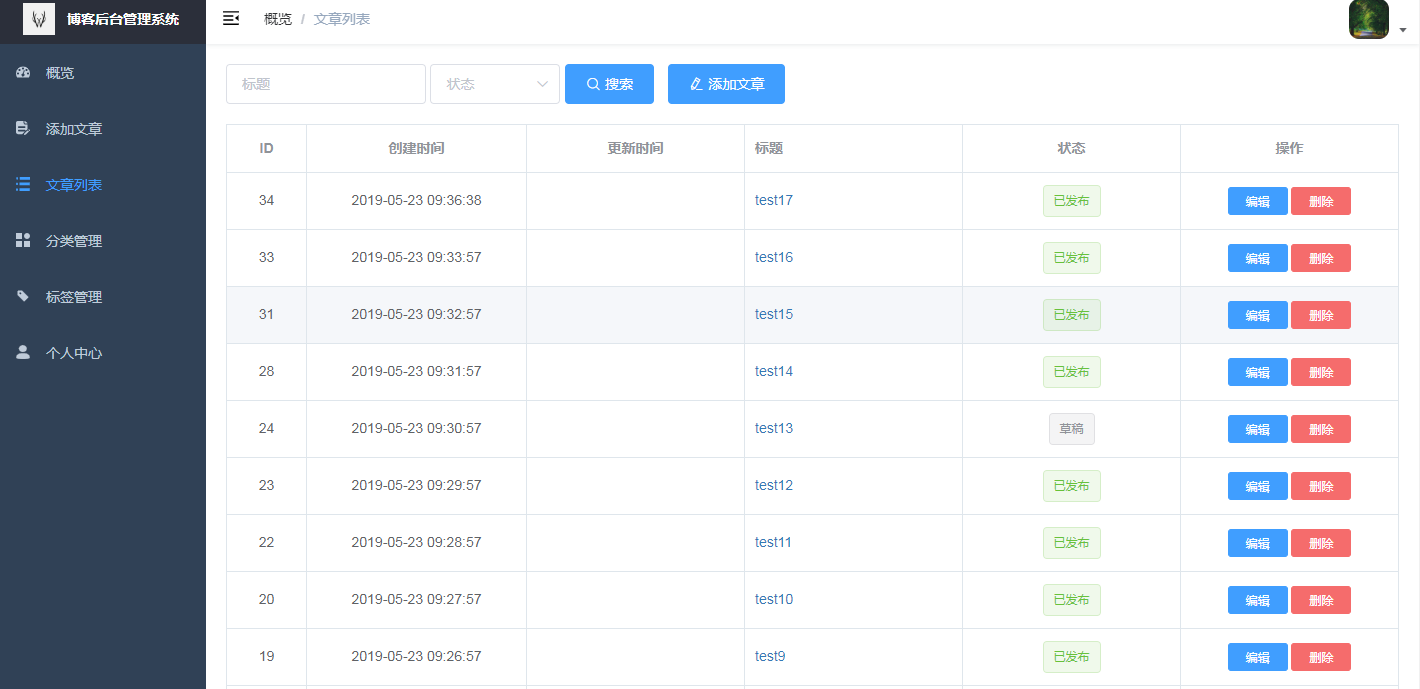 博客后台管理系统
概览 / 文章列表
概览
添加文章
文章列表
分类管理
标签管理
个人中心
标题 状态 搜索 添加文章
ID 创建时间 更新时间 标题 状态 操作
34 2019-05-23 09:36:38 test17 已发布 编辑 删除
33 2019-05-23 09:33:57 test16 已发布 编辑 删除
31 2019-05-23 09:32:57 test15 已发布 编辑 删除
28 2019-05-23 09:31:57 test14 已发布 编辑 删除
24 2019-05-23 09:30:57 test13 草稿 编辑 删除
23 2019-05-23 09:29:57 test12 已发布 编辑 删除
22 2019-05-23 09:28:57 test11 已发布 编辑 删除
20 2019-05-23 09:27:57 test10 已发布 编辑 删除
19 2019-05-23 09:26:57 test9 已发布 编辑 删除